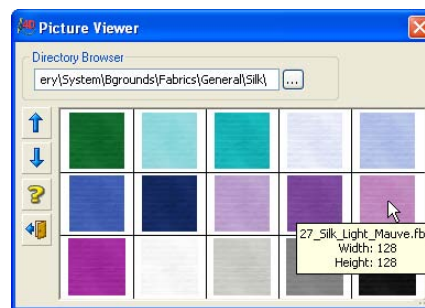 Picture Viewer
Directory Browser
ery\System\Bgrounds\Fabrics\General\Silk\
...
27_Silk_Light_Mauve.fb
Width: 128
Height: 128